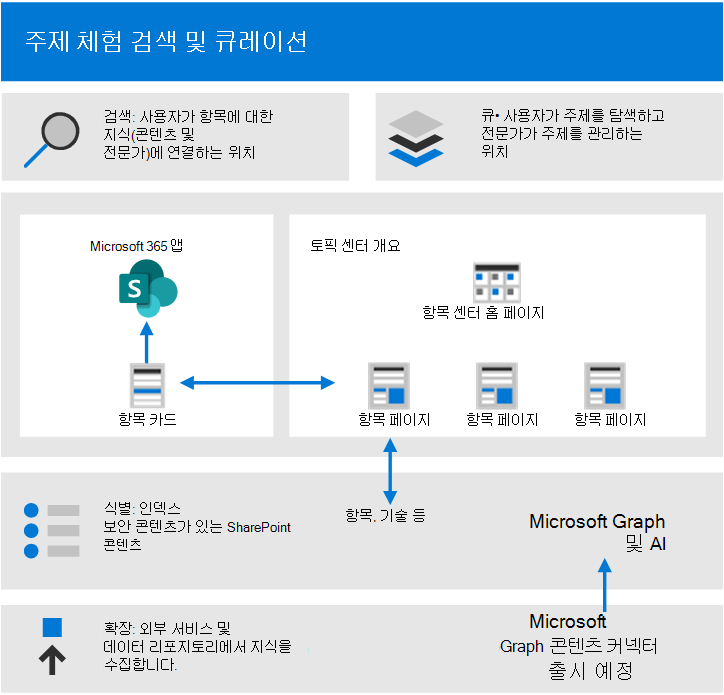 주제 체험 검색 및 큐레이션
검색: 사용자가 항목에 대한
지식(콘텐츠 및
전문가)에 연결하는 위치
큐• 사용자가 주제를 탐색하고
전문가가 주제를 관리하는
위치
Microsoft 365 앱
S
항목 카드
토픽 센터 개요
항목 센터 홈 페이지
항목 페이지
항목 페이지
항목 페이지
식별: 인덱스
보안 콘텐츠가 있는 SharePoint
콘텐츠
항목, 기술 등
Microsoft Graph
및 AI
확장: 외부 서비스 및
데이터 리포지토리에서 지식을
수집합니다.
Microsoft
Graph 콘텐츠 커넥터
출시 예정